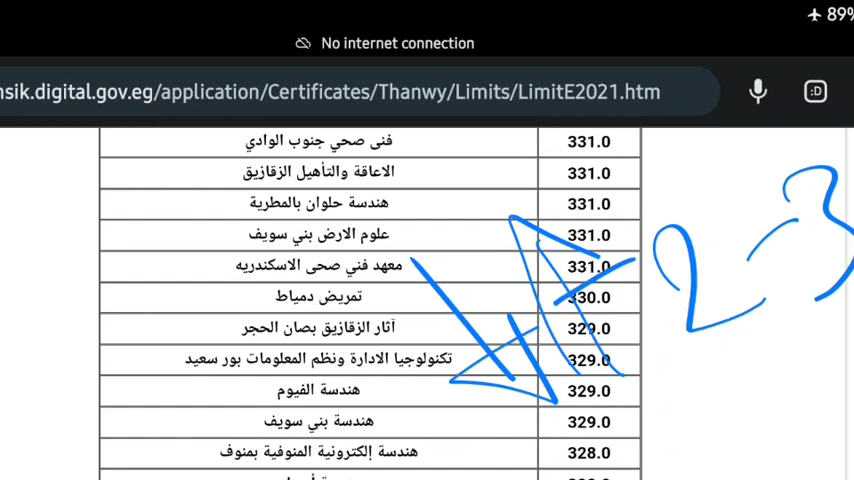 89%
No internet connection
nsik.digital.gov.eg/application/Certificates/Thanwy/Limits/LimitE2021.htm
:D
فنى صحي جنوب الوادي 331.0
الاعاقة والتأهيل الزقازيق 331.0
هندسة حلوان بالمطرية 331.0
علوم الارض بني سويف 331.0
معهد فني صحى الاسكندريه 331.0
تمريض دمياط 330.0
آثار الزقازيق بصان الحجر 329.0
تكنولوجيا الادارة ونظم المعلومات بور سعيد 329.0
هندسة الفيوم 329.0
هندسة بني سويف 329.0
هندسة إلكترونية المنوفية بمنوف 328.0
2-3